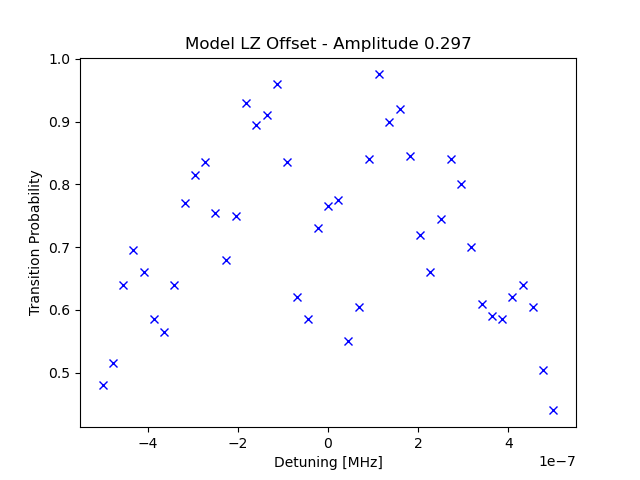 Model LZ Offset - Amplitude 0.297
1.0
0.9
0.8
0.7
0.6
0.5
Transition Probability
−4
−2
0
2
4
1e−7
Detuning [MHz]